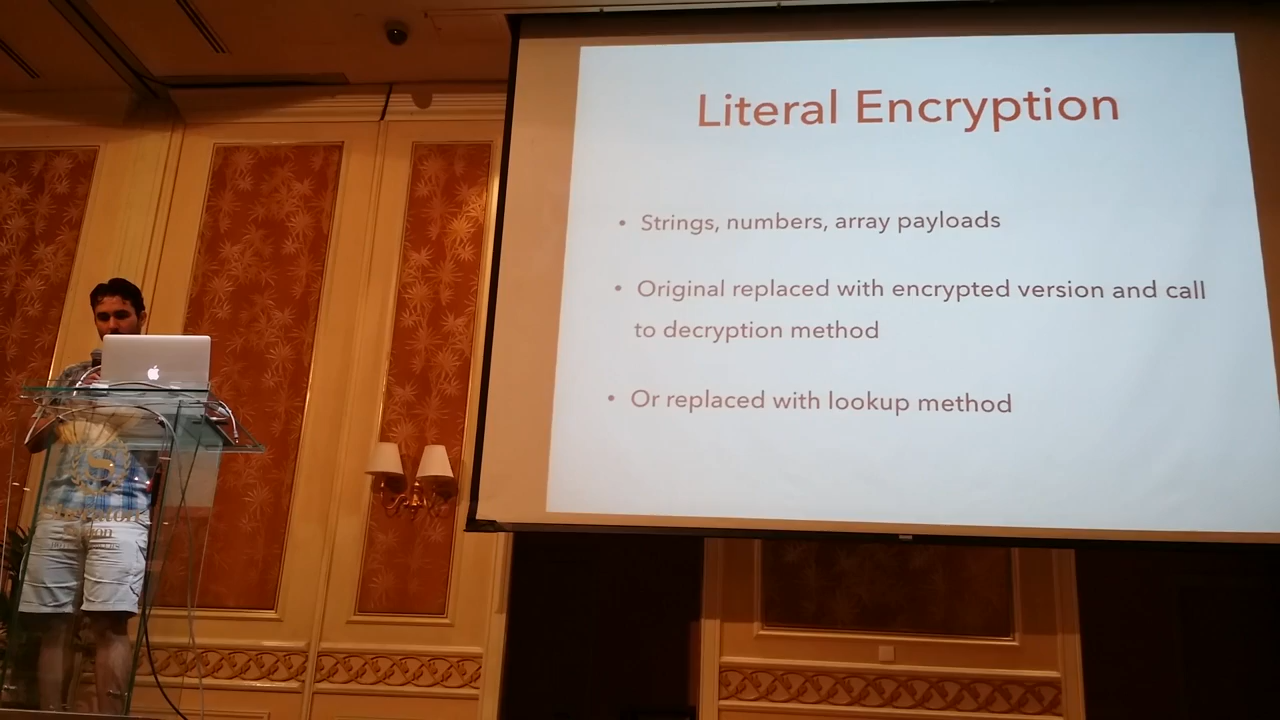 Literal Encryption
• Strings, numbers, array payloads
• Original replaced with encrypted version and call
to decryption method
• Or replaced with lookup method
S